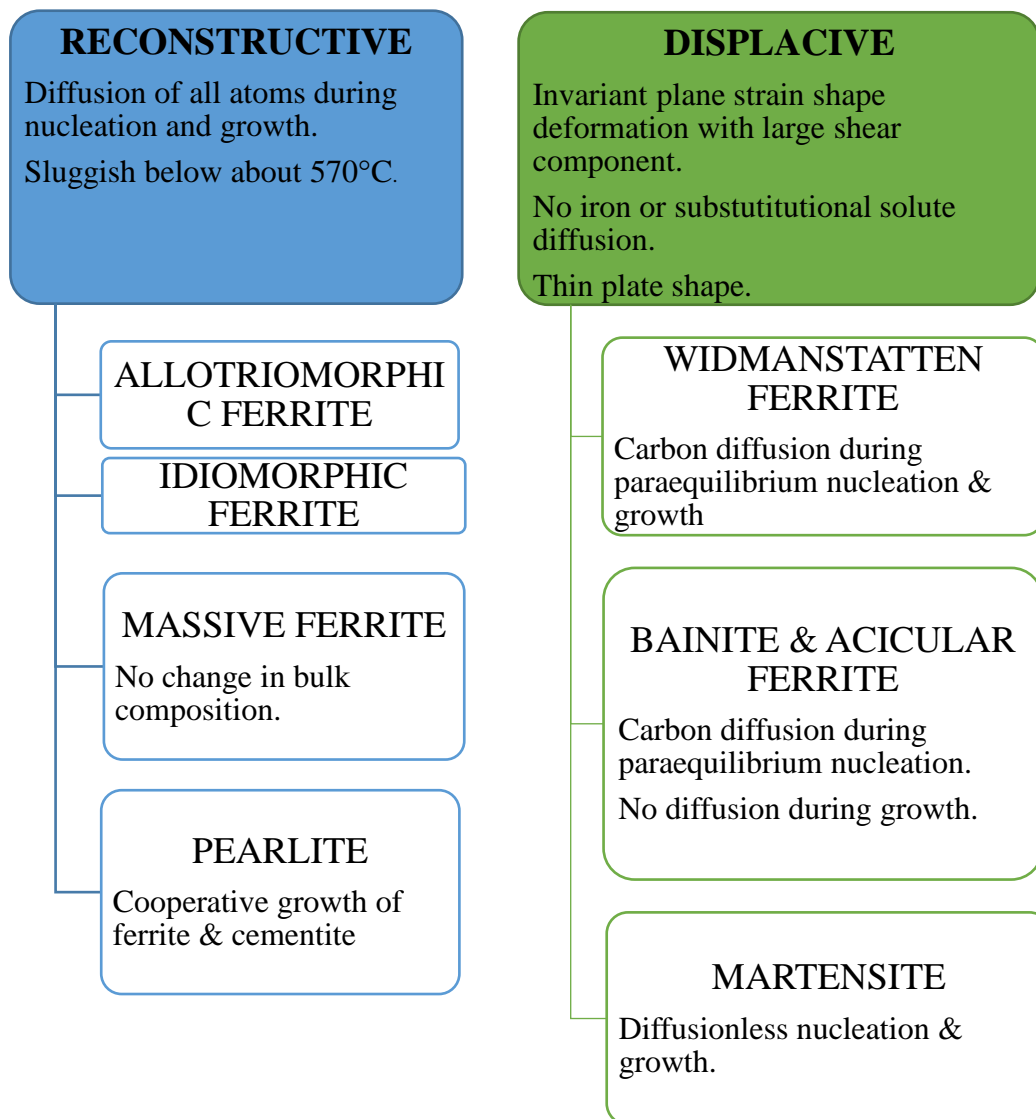 RECONSTRUCTIVE
Diffusion of all atoms during
nucleation and growth.
Sluggish below about 570°C.
ALLOTRIOMORPHI
C FERRITE
IDIOMORPHIC
FERRITE
MASSIVE FERRITE
No change in bulk
composition.
PEARLITE
Cooperative growth of
ferrite & cementite
DISPLACIVE
Invariant plane strain shape
deformation with large shear
component.
No iron or substutitutional solute
diffusion.
Thin plate shape.
WIDMANSTATTEN
FERRITE
Carbon diffusion during
paraequilibrium nucleation &
growth
BAINITE & ACICULAR
FERRITE
Carbon diffusion during
paraequilibrium nucleation.
No diffusion during growth.
MARTENSITE
Diffusionless nucleation &
growth.